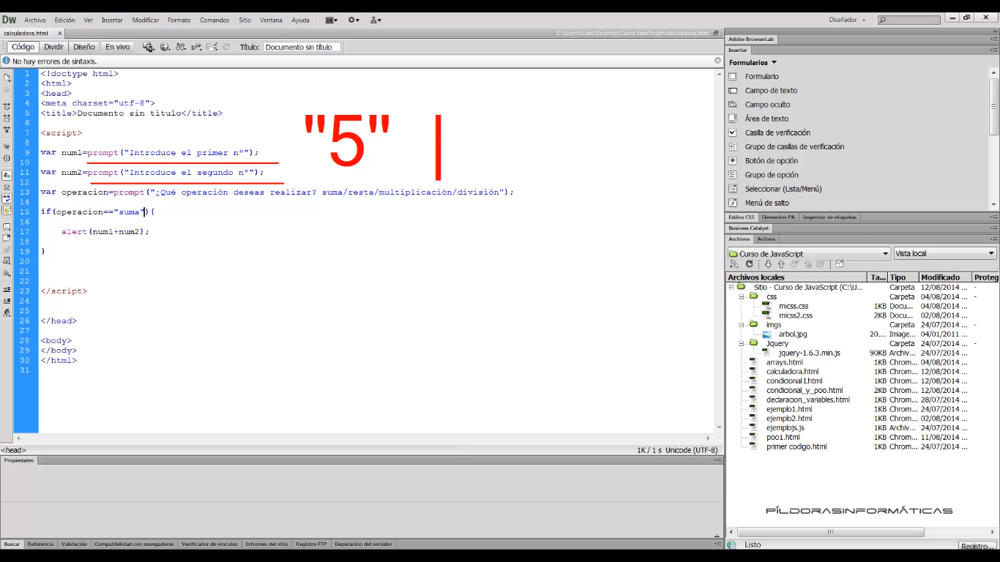 Dw Archivo Edición Ver Insertar Modificar Formato Comandos Sitio Ventana Ayuda Diseñador
calculadora.html × C:\Users\Juan\Desktop\Curso JavaScript\calculadora.html
Código Dividir Diseño En vivo Título: Documento sin título
No hay errores de sintaxis.
1 <!doctype html>
2 <html>
3 <head>
4 <meta charset="utf-8">
5 <title>Documento sin título</title>
6
7 <script>
8
9 var num1=prompt("Introduce el primer nº");
10
11 var num2=prompt("Introduce el segundo nº");
12
13 var operacion=prompt("¿Qué operación deseas realizar? suma/resta/multiplicación/división");
14
15 if(operacion=="suma"){
16
17 alert(num1+num2);
18
19 }
20
21
22
23 </script>
24
25
26 </head>
27
28 <body>
29 </body>
30 </html>
31
"5" |
<head> 1K / 1 s Unicode (UTF-8)
Propiedades
Buscar Referencia Validación Compatibilidad con navegadores Verificador de vínculos Informes del sitio Registro FTP Depuración del servidor
Adobe BrowserLab
Insertar
Formularios
Formulario
Campo de texto
Campo oculto
Área de texto
Casilla de verificación
Grupo de casillas de verificación
Botón de opción
Grupo de opción
Seleccionar (Lista/Menú)
Menú de salto
Estilos CSS Elementos PA Inspector de etiquetas
Business Catalyst
Archivos Activos
Curso de JavaScript Vista local
Archivos locales Ta... Tipo Modificado Proteg
Sitio - Curso de JavaScript (C:\U... Carpeta 12/08/2014 ... -
css Carpeta 04/08/2014 ... -
micss.css 1KB Docu... 04/08/2014 ...
micss2.css 2KB Docu... 04/08/2014 ...
imgs Carpeta 24/07/2014 ... -
arbol.jpg 20.... Image... 04/01/2011 ...
Jquery Carpeta 24/07/2014 ... -
jquery-1.6.3.min.js 90KB Archiv... 24/07/2014 ...
arrays.html 1KB Chrom... 04/08/2014 ...
calculadora.html 1KB Chrom... 12/08/2014 ...
condicional I.html 1KB Chrom... 12/08/2014 ...
condicional_y_poo.html 2KB Chrom... 12/08/2014 ...
declaracion_variables.html 1KB Chrom... 28/07/2014 ...
ejemplo1.html 1KB Chrom... 24/07/2014 ...
ejemplo2.html 1KB Chrom... 02/08/2014 ...
ejemplojs.js 1KB Archiv... 24/07/2014 ...
poo1.html 1KB Chrom... 11/08/2014 ...
primer codigo.html 1KB Chrom... 24/07/2014 ...
PÍLDORASINFORMÁTICAS
Listo Registro...